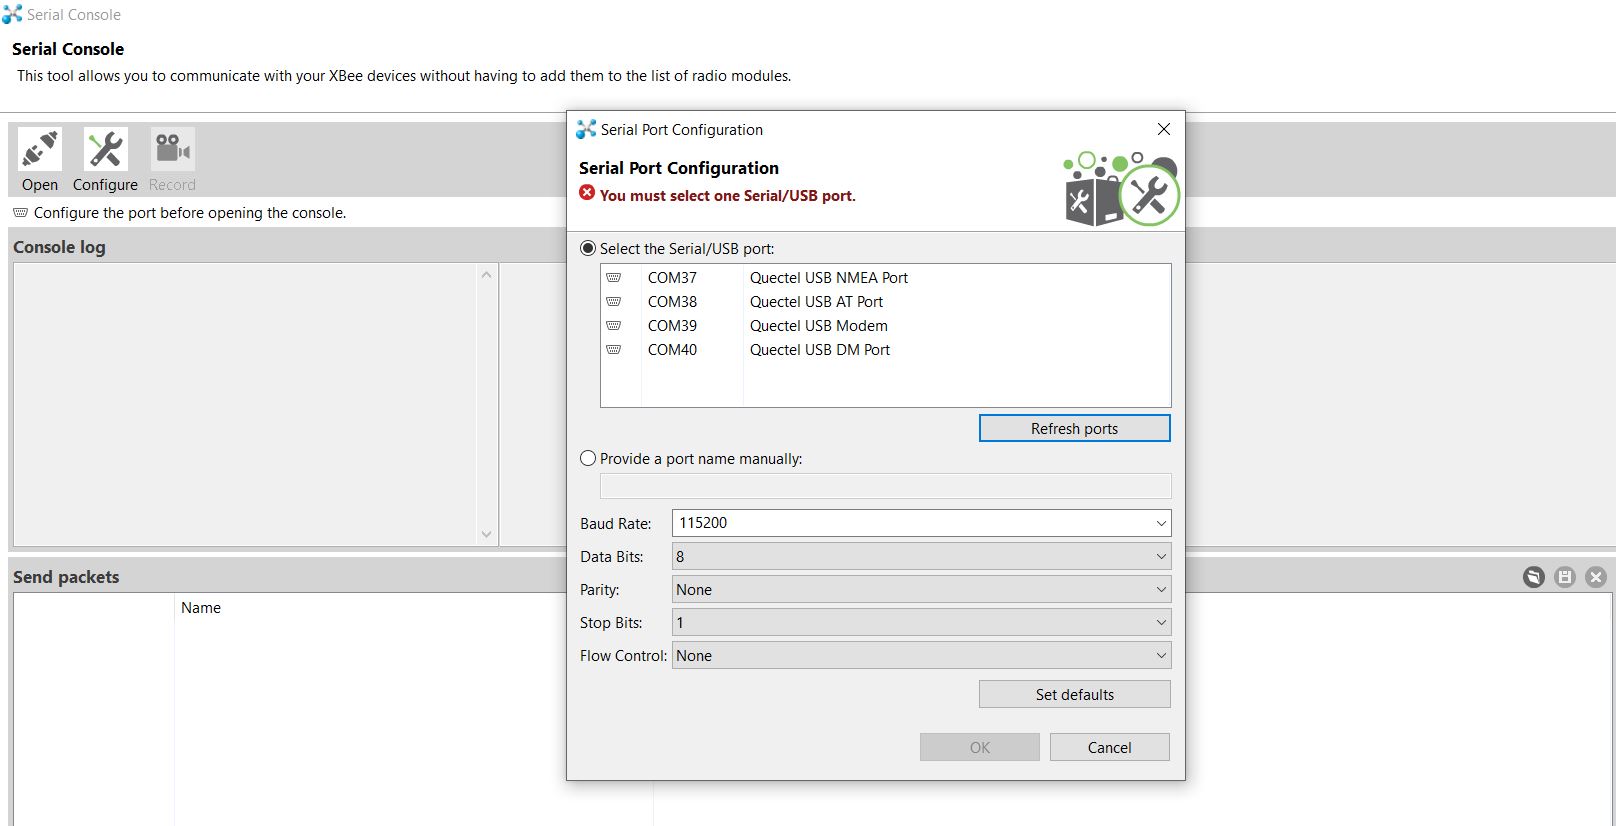 Serial Console
Serial Console
This tool allows you to communicate with your XBee devices without having to add them to the list of radio modules.
Open Configure Record
Configure the port before opening the console.
Console log
Send packets
Name
Serial Port Configuration
Serial Port Configuration
You must select one Serial/USB port.
Select the Serial/USB port:
COM37 Quectel USB NMEA Port
COM38 Quectel USB AT Port
COM39 Quectel USB Modem
COM40 Quectel USB DM Port
Refresh ports
Provide a port name manually:
Baud Rate: 115200
Data Bits: 8
Parity: None
Stop Bits: 1
Flow Control: None
Set defaults
OK Cancel